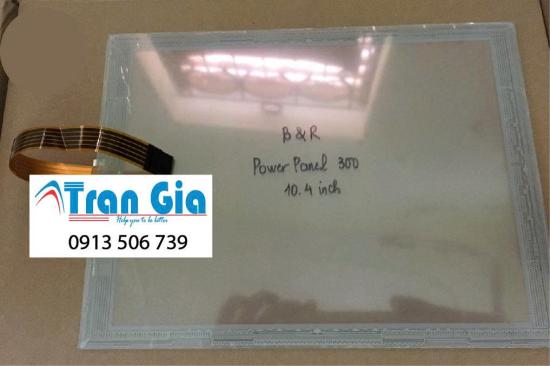 B & R
Power Panel 300
10.4 inch
Tran Gia
Help you to be better
0913 506 739